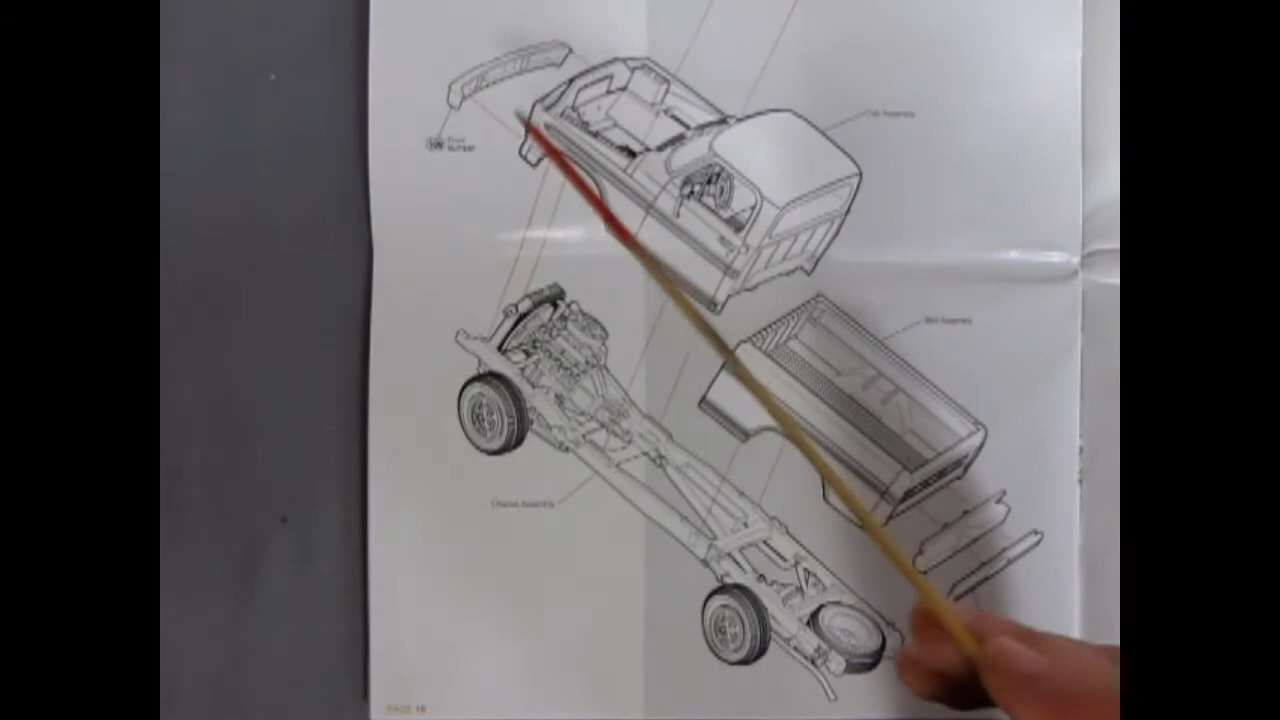 Cab Assembly
Front
Bumper
Bed Assembly
Chassis Assembly
PAGE 16